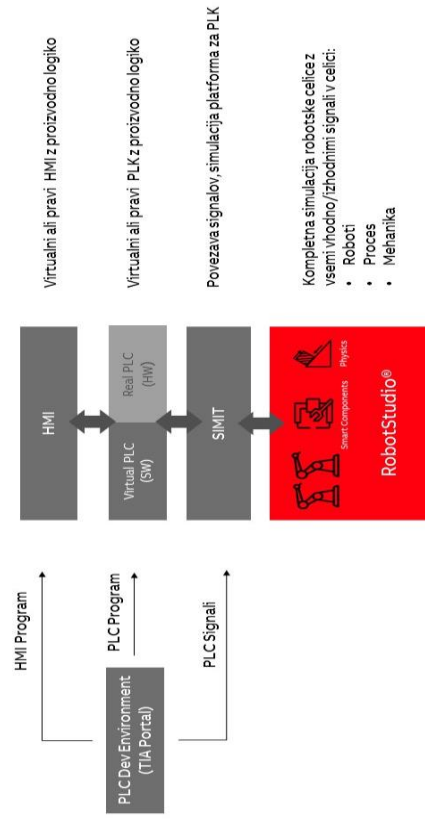 HMI Program
PLC Dev Environment
(TIA Portal)
PLC Program
PLC Signali
HMI
Virtual PLC
(SW)
Real PLC
(HW)
SIMIT
Smart Components
Physics
RobotStudio®
Virtualni ali pravi HMI z proizvodno logiko
Virtualni ali pravi PLK z proizvodno logiko
Povezava signalov, simulacija platforma za PLK
Kompletna simulacija robotske celice z
vsemi vhodno/izhodnimi signali v celici:
• Roboti
• Proces
• Mehanika